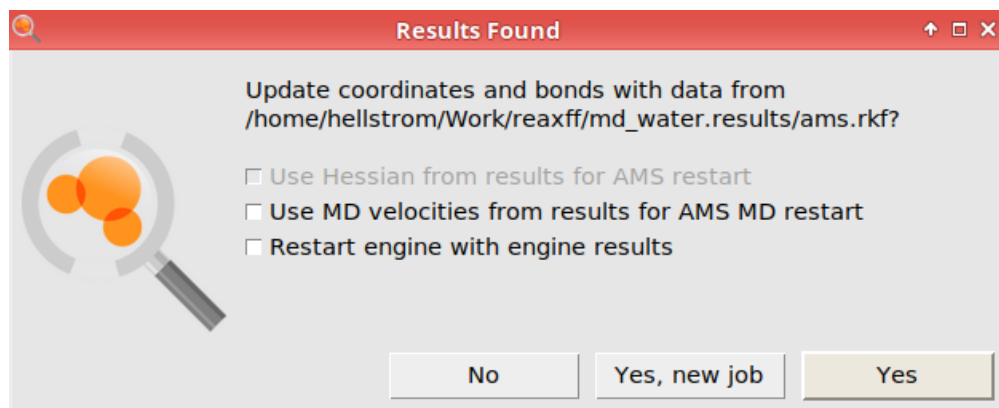 Results Found
Update coordinates and bonds with data from
/home/hellstrom/Work/reaxff/md_water.results/ams.rkf?
Use Hessian from results for AMS restart
Use MD velocities from results for AMS MD restart
Restart engine with engine results
No
Yes, new job
Yes